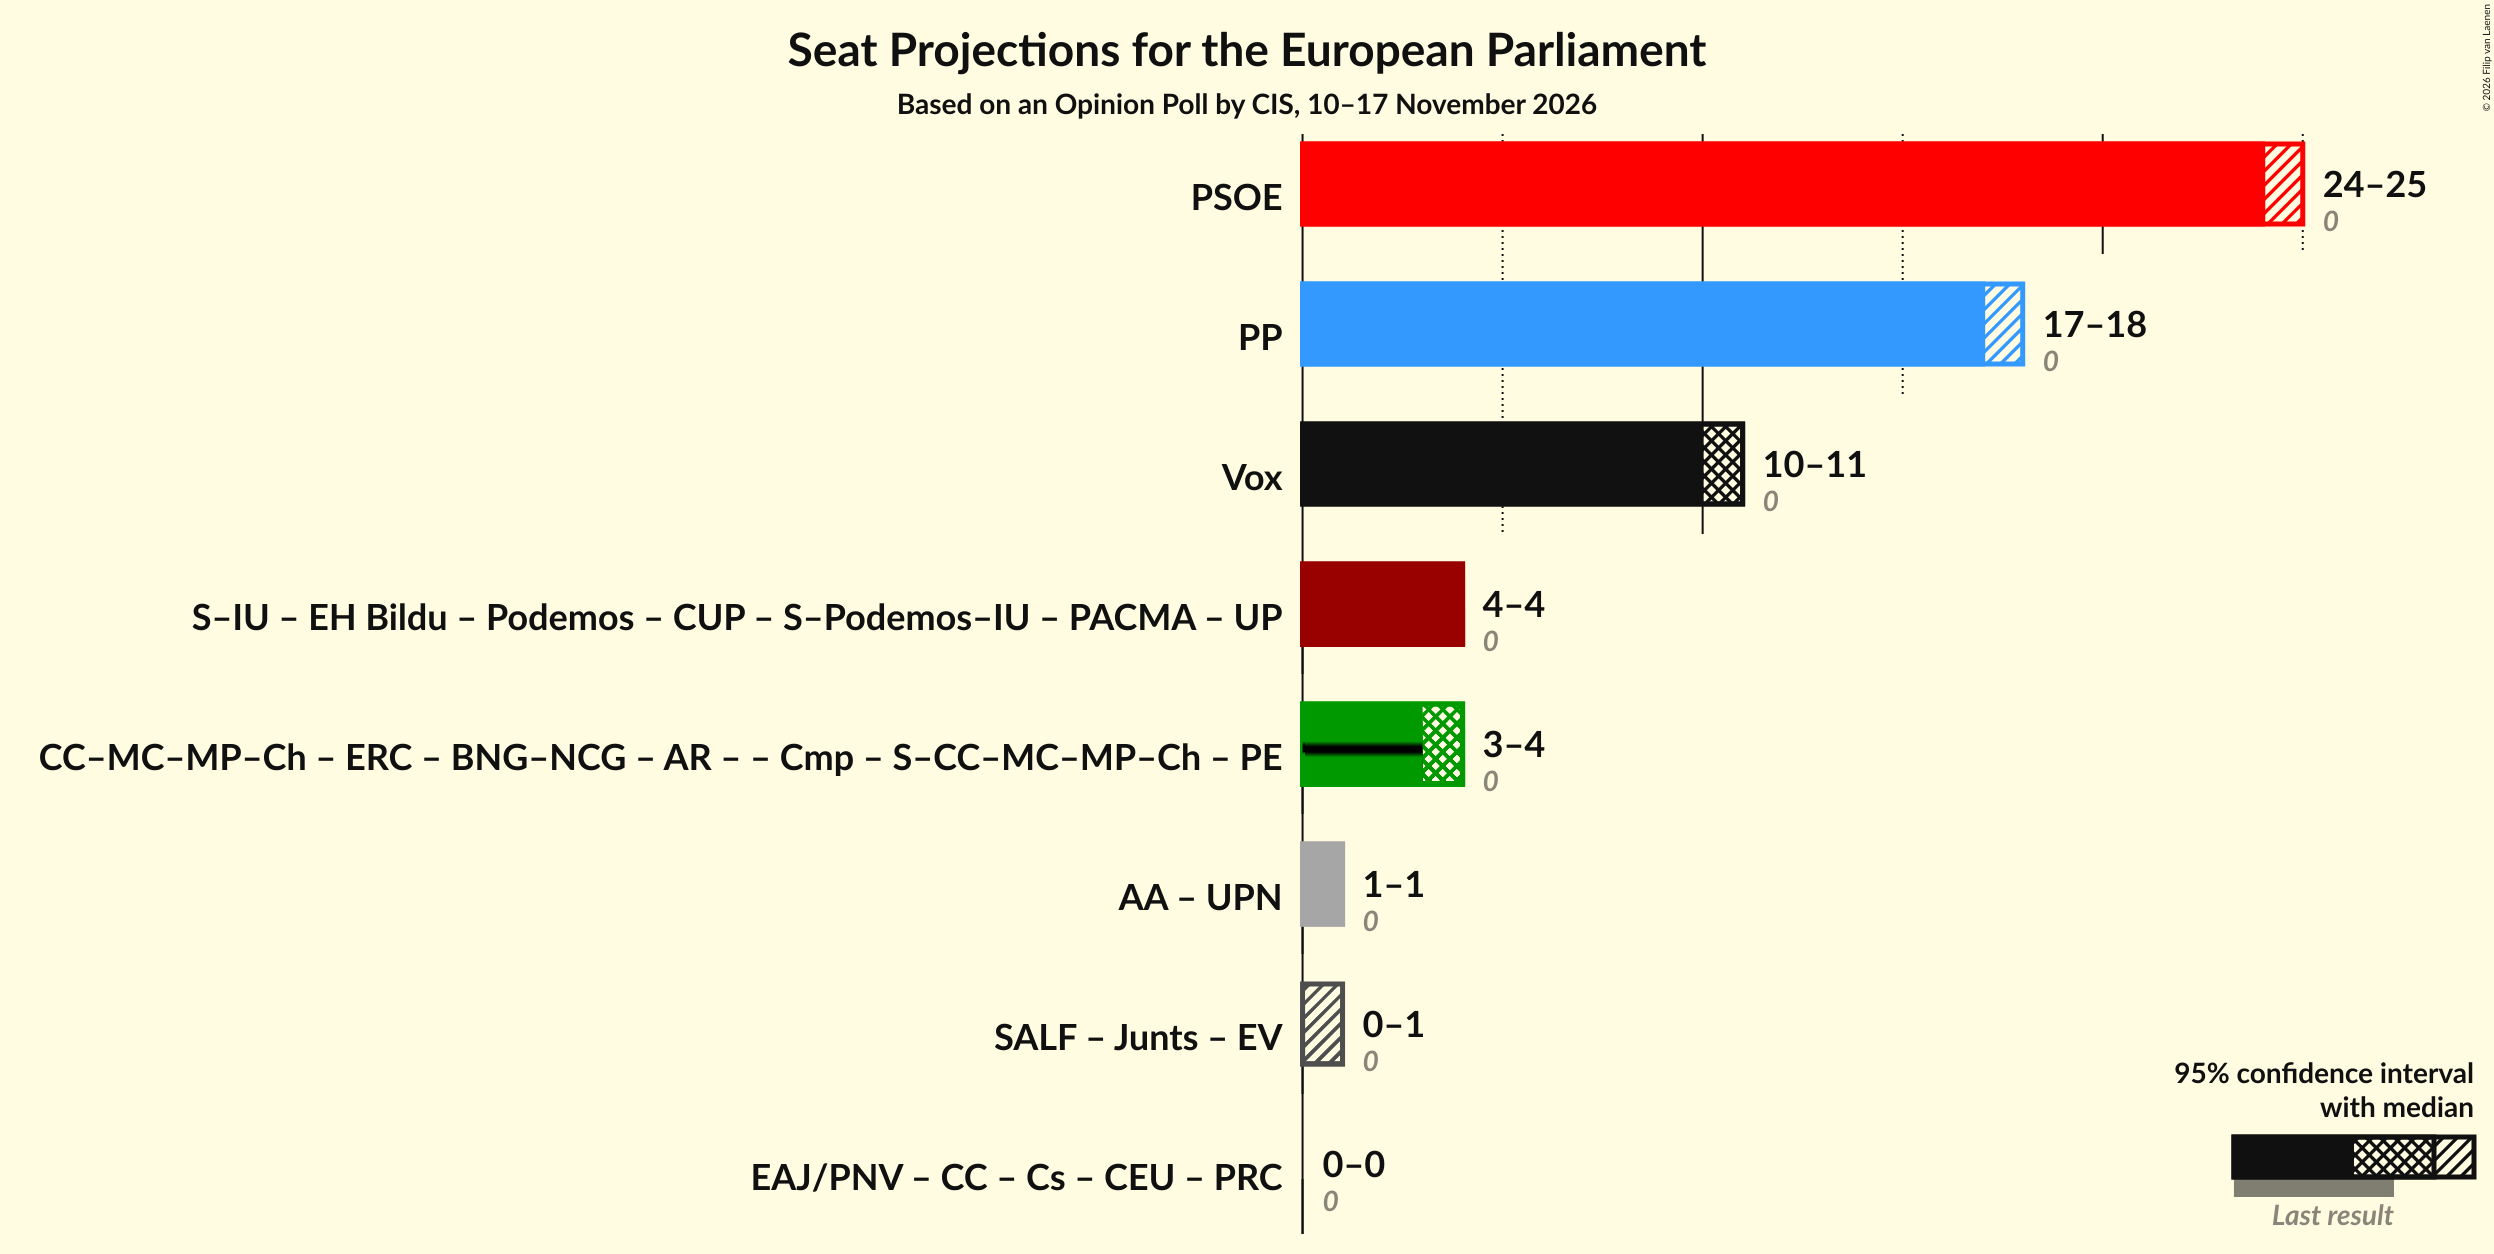 Seat Projections for the European Parliament
Based on an Opinion Poll by CIS, 10–17 November 2026
© 2026 Filip van Laenen
PSOE
24–25
0
PP
17–18
0
Vox
10–11
0
S–IU – EH Bildu – Podemos – CUP – S–Podemos–IU – PACMA – UP
4–4
0
CC–MC–MP–Ch – ERC – BNG–NCG – AR – – Cmp – S–CC–MC–MP–Ch – PE
3–4
0
AA – UPN
1–1
0
SALF – Junts – EV
0–1
0
EAJ/PNV – CC – Cs – CEU – PRC
0–0
0
95% confidence interval
with median
Last result